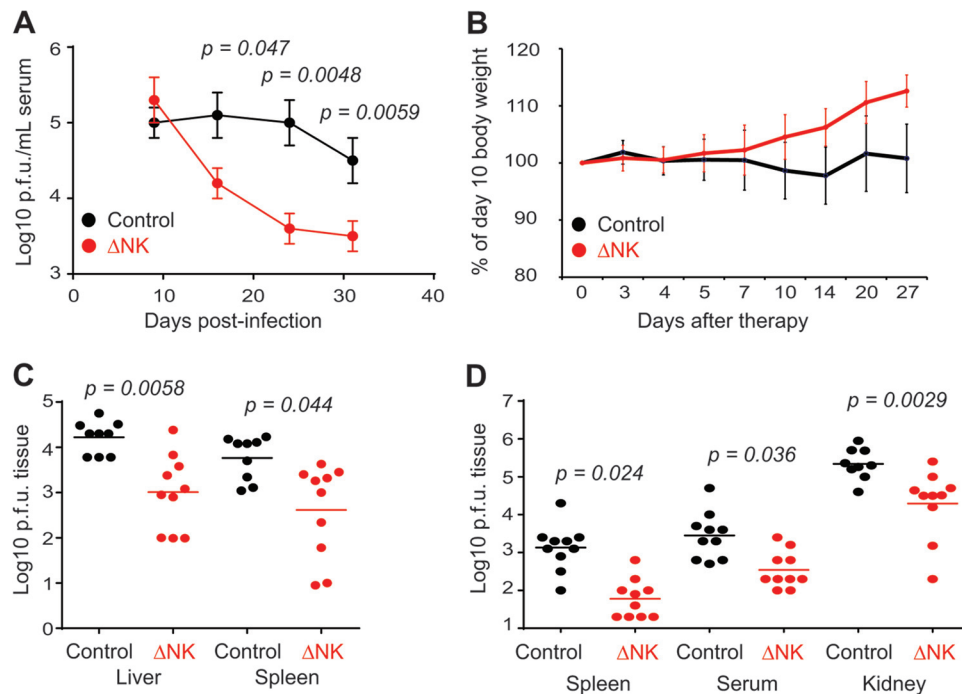 A
Log10 p.f.u./mL serum
6
5
4
3
p = 0.047
p = 0.0048
p = 0.0059
Control
ΔNK
0 10 20 30 40
Days post-infection
B
% of day 10 body weight
120
110
100
90
80
Control
ΔNK
0 3 4 5 7 10 14 20 27
Days after therapy
C
Log10 p.f.u. tissue
5
4
3
2
1
0
p = 0.0058
p = 0.044
Control ΔNK Control ΔNK
Liver Spleen
D
Log10 p.f.u. tissue
7
6
5
4
3
2
1
p = 0.024
p = 0.036
p = 0.0029
Control ΔNK Control ΔNK Control ΔNK
Spleen Serum Kidney